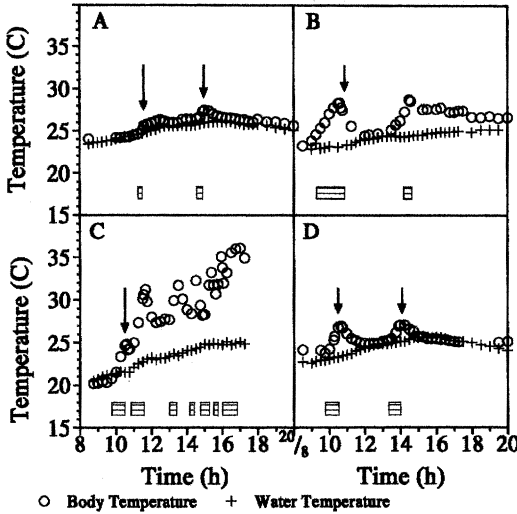 A
B
Temperature (C)
35
30
25
20
15
C
D
Temperature (C)
35
30
25
20
15
8 10 12 14 16 18 20/8 10 12 14 16 18 20
Time (h)
Time (h)
Body Temperature
Water Temperature